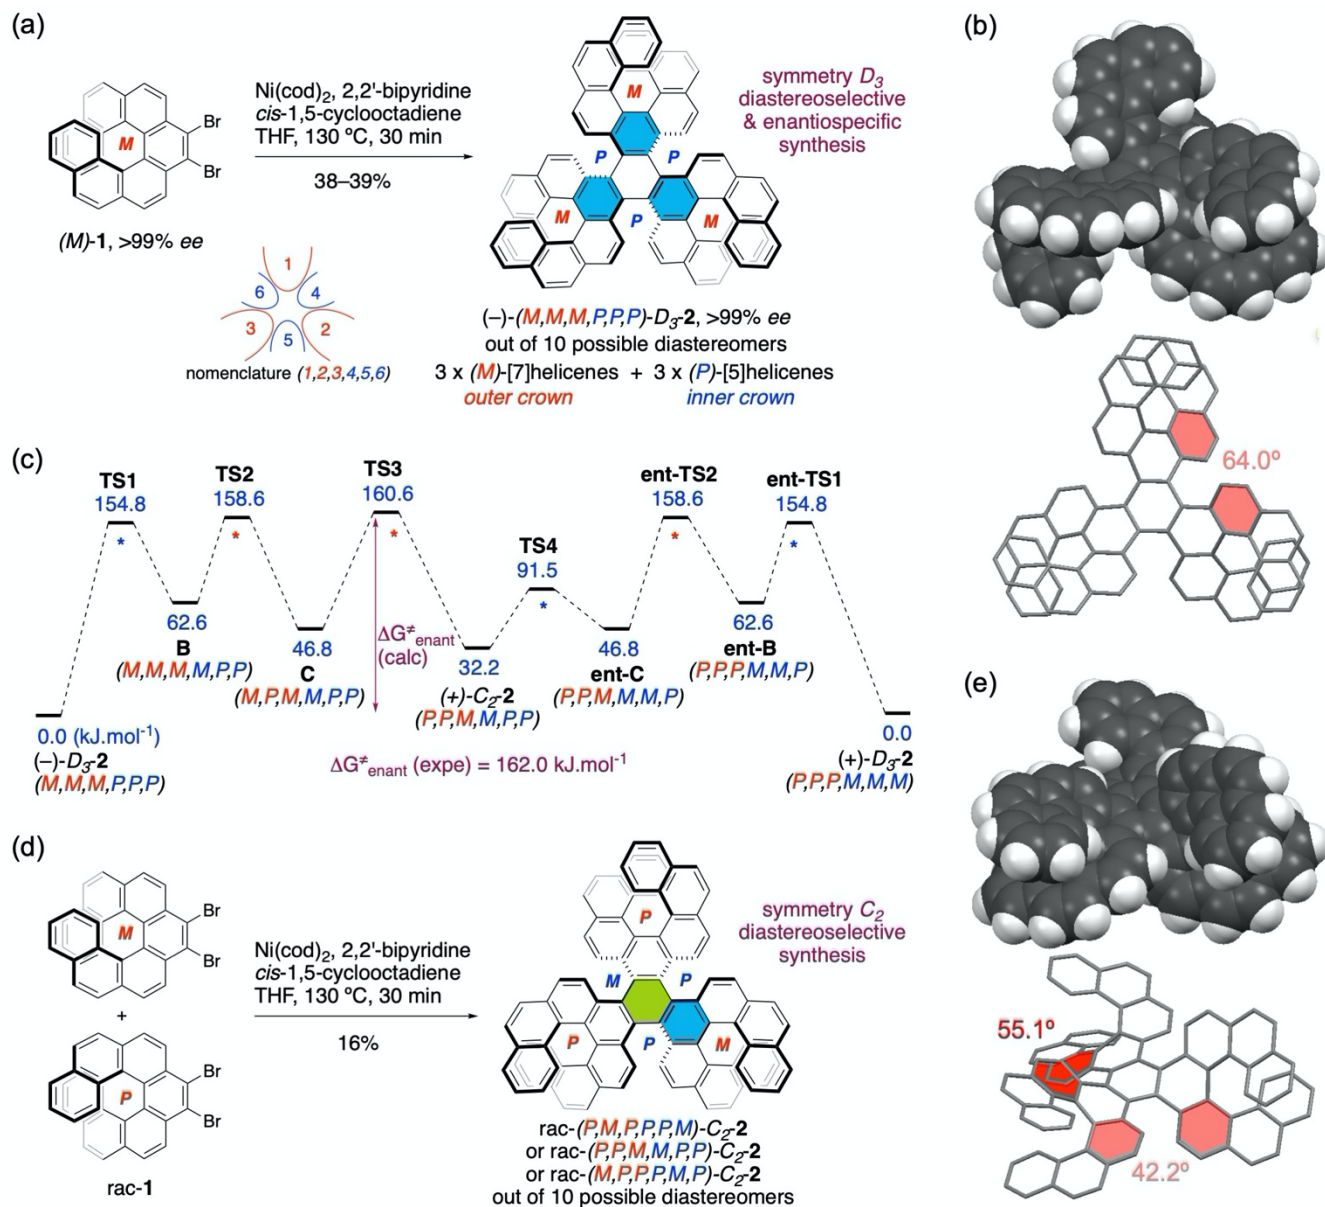 (a)
Ni(cod)2, 2,2'-bipyridine
cis-1,5-cyclooctadiene
THF, 130 ºC, 30 min
38–39%
Br
Br
M
(M)-1, >99% ee
1
6 4
3 2
5
nomenclature (1,2,3,4,5,6)
M
P P
M P M
symmetry D3
diastereoselective
& enantiospecific
synthesis
(–)-(M,M,M,P,P,P)-D3-2, >99% ee
out of 10 possible diastereomers
3 x (M)-[7]helicenes + 3 x (P)-[5]helicenes
outer crown inner crown
(b)
64.0º
(c)
TS1
154.8
*
TS2
158.6
*
TS3
160.6
*
TS4
91.5
*
ent-TS2
158.6
*
ent-TS1
154.8
*
62.6
B
(M,M,M,M,P,P)
46.8
C
(M,P,M,M,P,P)
ΔG≠enant
(calc)
32.2
(+)-C2-2
(P,P,M,M,P,P)
46.8
ent-C
(P,P,M,M,M,P)
62.6
ent-B
(P,P,P,M,M,P)
0.0 (kJ.mol-1)
(–)-D3-2
(M,M,M,P,P,P)
ΔG≠enant (expe) = 162.0 kJ.mol-1
0.0
(+)-D3-2
(P,P,P,M,M,M)
(d)
M
Br
Br
+
P
Br
Br
rac-1
Ni(cod)2, 2,2'-bipyridine
cis-1,5-cyclooctadiene
THF, 130 ºC, 30 min
16%
P
M P
P P M
symmetry C2
diastereoselective
synthesis
rac-(P,M,P,P,P,M)-C2-2
or rac-(P,P,M,M,P,P)-C2-2
or rac-(M,P,P,P,M,P)-C2-2
out of 10 possible diastereomers
(e)
55.1º
42.2º